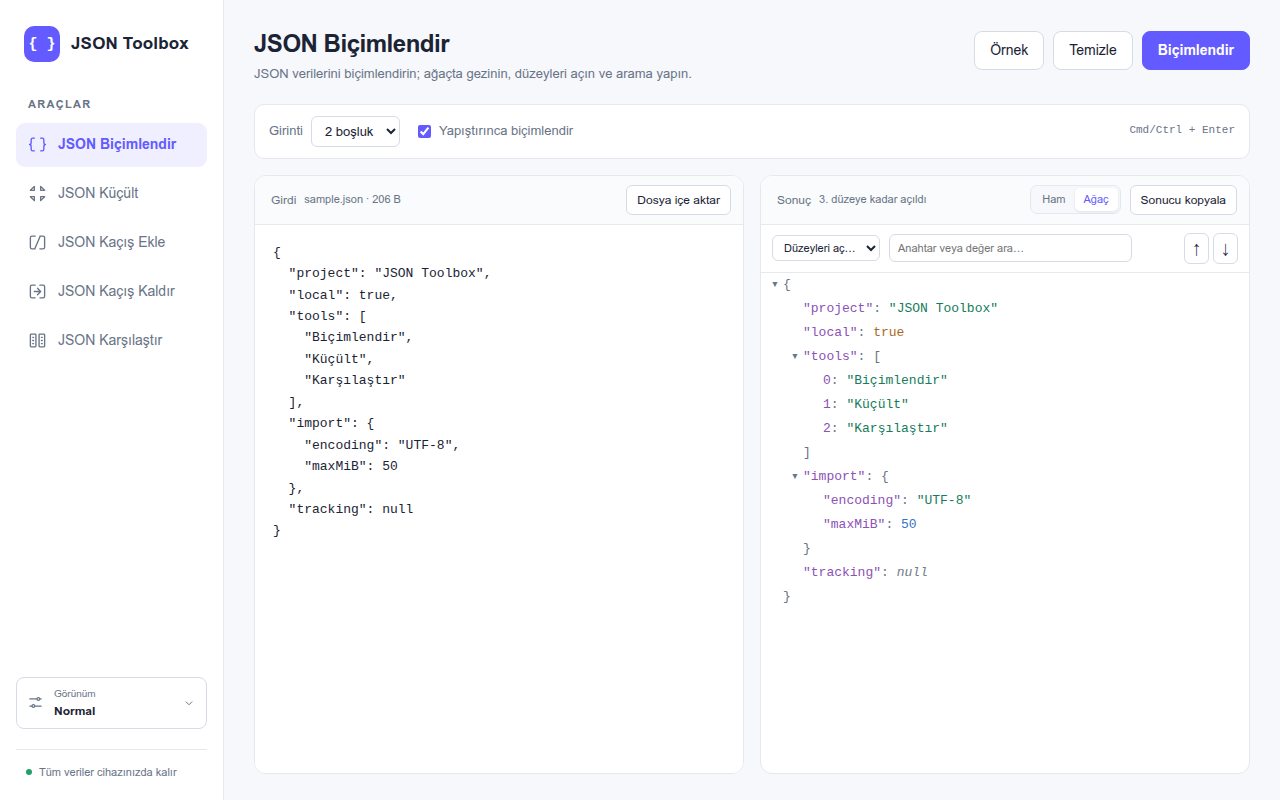 { } JSON Toolbox
ARAÇLAR
JSON Biçimlendir
JSON Küçült
JSON Kaçış Ekle
JSON Kaçış Kaldır
JSON Karşılaştır
Görünüm
Normal
Tüm veriler cihazınızda kalır
JSON Biçimlendir
JSON verilerini biçimlendirin; ağaçta gezinin, düzeyleri açın ve arama yapın.
Örnek Temizle Biçimlendir
Girinti 2 boşluk Yapıştırınca biçimlendir Cmd/Ctrl + Enter
Girdi sample.json · 206 B Dosya içe aktar
{
  "project": "JSON Toolbox",
  "local": true,
  "tools": [
    "Biçimlendir",
    "Küçült",
    "Karşılaştır"
  ],
  "import": {
    "encoding": "UTF-8",
    "maxMiB": 50
  },
  "tracking": null
}
Sonuç 3. düzeye kadar açıldı Ham Ağaç Sonucu kopyala
Düzeyleri aç… Anahtar veya değer ara… ↑ ↓
▾ {
"project": "JSON Toolbox"
"local": true
▾ "tools": [
0: "Biçimlendir"
1: "Küçült"
2: "Karşılaştır"
]
▾ "import": {
"encoding": "UTF-8"
"maxMiB": 50
}
"tracking": null
}